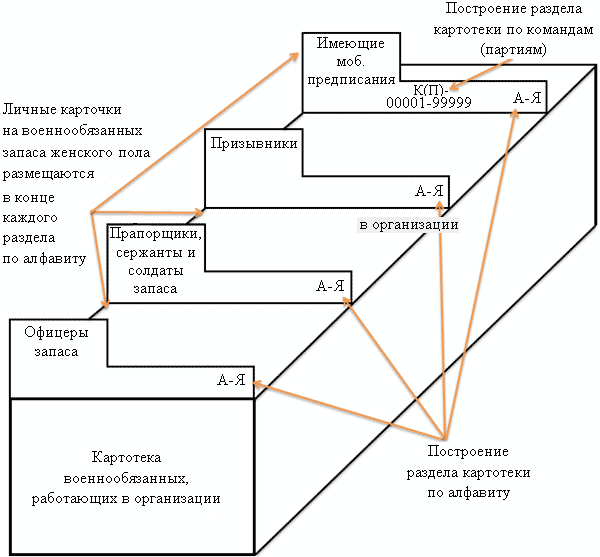 Построение раздела
картотеки по командам
(партиям)
Имеющие
моб.
предписания
К(П)-
00001-99999
А-Я
Личные карточки
на военнообязанных
запаса женского пола
размещаются
в конце
каждого
раздела
по алфавиту
Призывники
А-Я
в организации
Прапорщики,
сержанты и
солдаты
запаса
А-Я
Офицеры
запаса
А-Я
Картотека
военнообязанных,
работающих в организации
Построение
раздела картотеки
по алфавиту